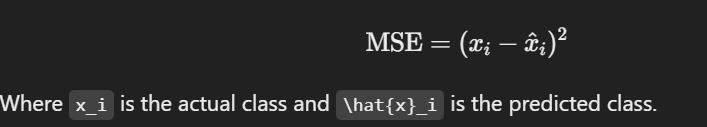 MSE = (x_i − x̂_i)²
Where x_i is the actual class and \hat{x}_i is the predicted class.